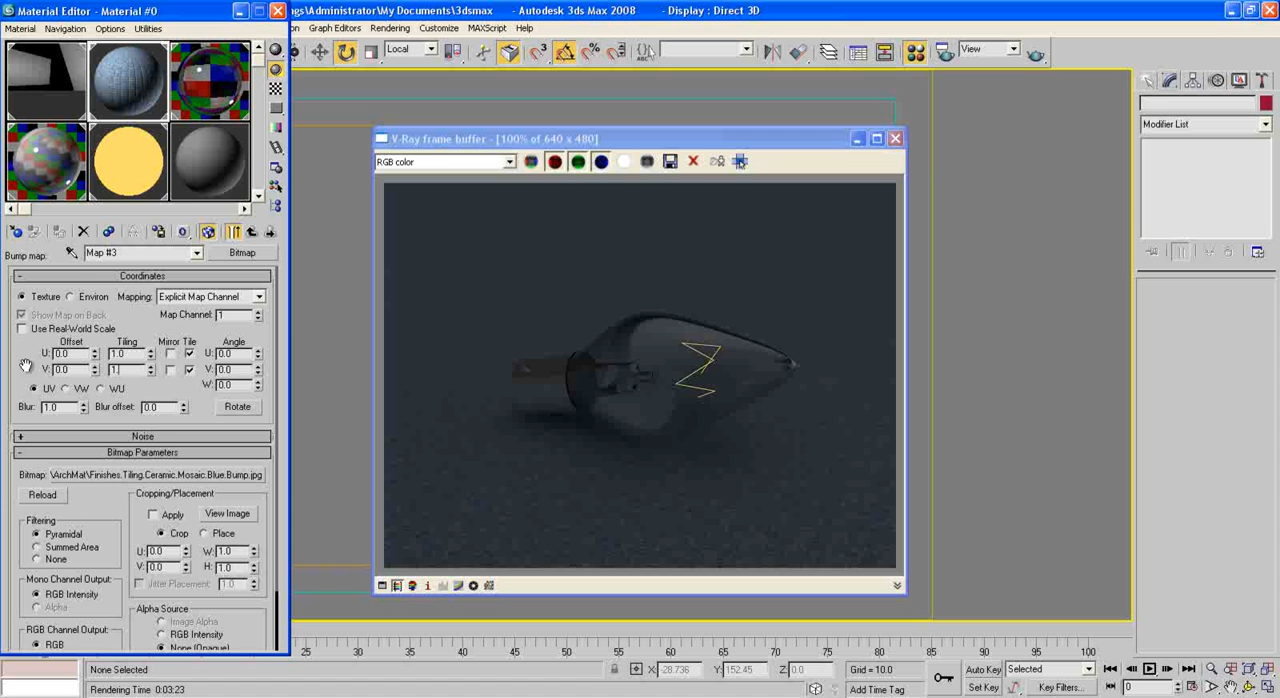 Material Editor - Material #0
ngs\Administrator\My Documents\3dsmax - Autodesk 3ds Max 2008 - Display : Direct 3D
Material Navigation Options Utilities
Graph Editors Rendering Customize MAXScript Help
Local
View
V-Ray frame buffer - [100% of 640 x 480]
RGB color
Modifier List
Bump map: Map #3 Bitmap
- Coordinates
Texture Environ Mapping: Explicit Map Channel
Show Map on Back Map Channel: 1
Use Real-World Scale
Offset Tiling Mirror Tile Angle
U: 0.0 1.0 U: 0.0
V: 0.0 1. V: 0.0
UV VW WU W: 0.0
Blur: 1.0 Blur offset: 0.0 Rotate
+ Noise
- Bitmap Parameters
Bitmap: \ArchMat\Finishes.Tiling.Ceramic.Mosaic.Blue.Bump.jpg
Reload
Cropping/Placement
Apply View Image
Crop Place
U: 0.0 W: 1.0
V: 0.0 H: 1.0
Jitter Placement: 1.0
Filtering
Pyramidal
Summed Area
None
Mono Channel Output:
RGB Intensity
Alpha
RGB Channel Output:
RGB
Alpha Source
Image Alpha
RGB Intensity
None (Opaque)
30 35 40 45 50 55 60 65 70 75 80 85 90 95 100
None Selected X: -28.736 Y: 152.45 Z: 0.0 Grid = 10.0 Auto Key Selected
Rendering Time 0:03:23 Add Time Tag Set Key Key Filters... 0